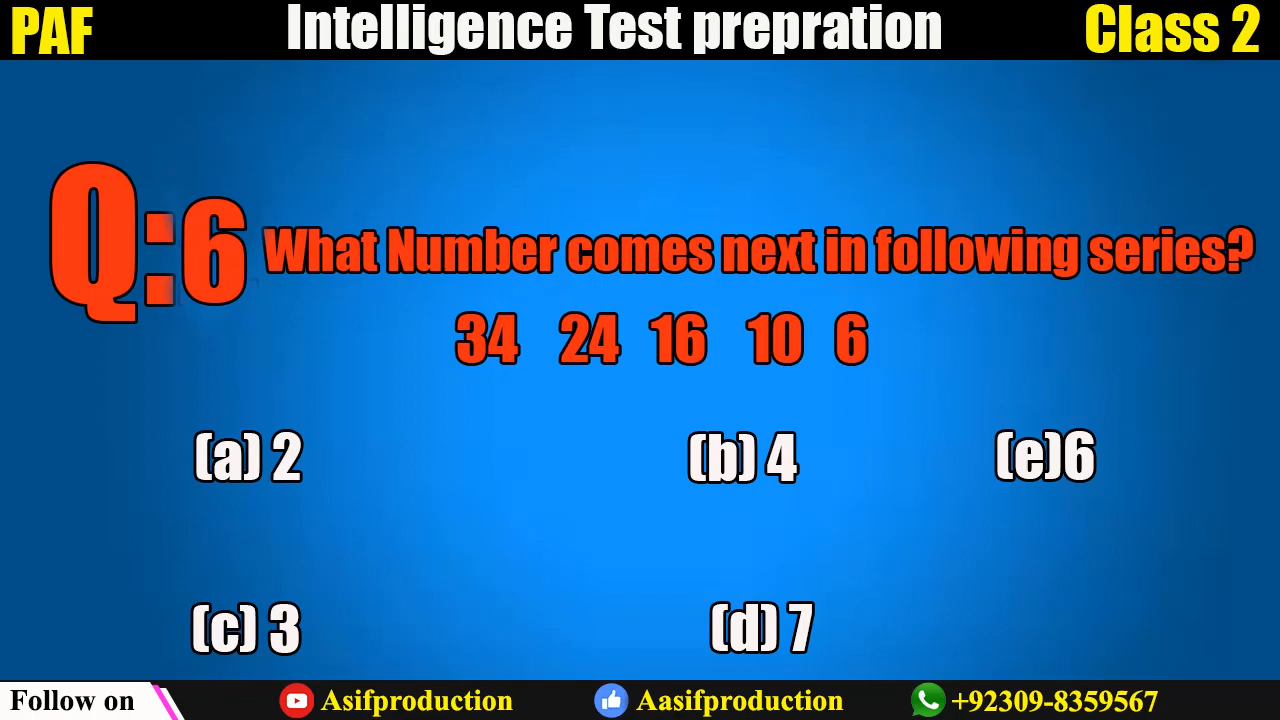 PAF Intelligence Test prepration Class 2
Q:6 What Number comes next in following series?
34 24 16 10 6
(a) 2 (b) 4 (e)6
(c) 3 (d) 7
Follow on Asifproduction Aasifproduction +92309-8359567